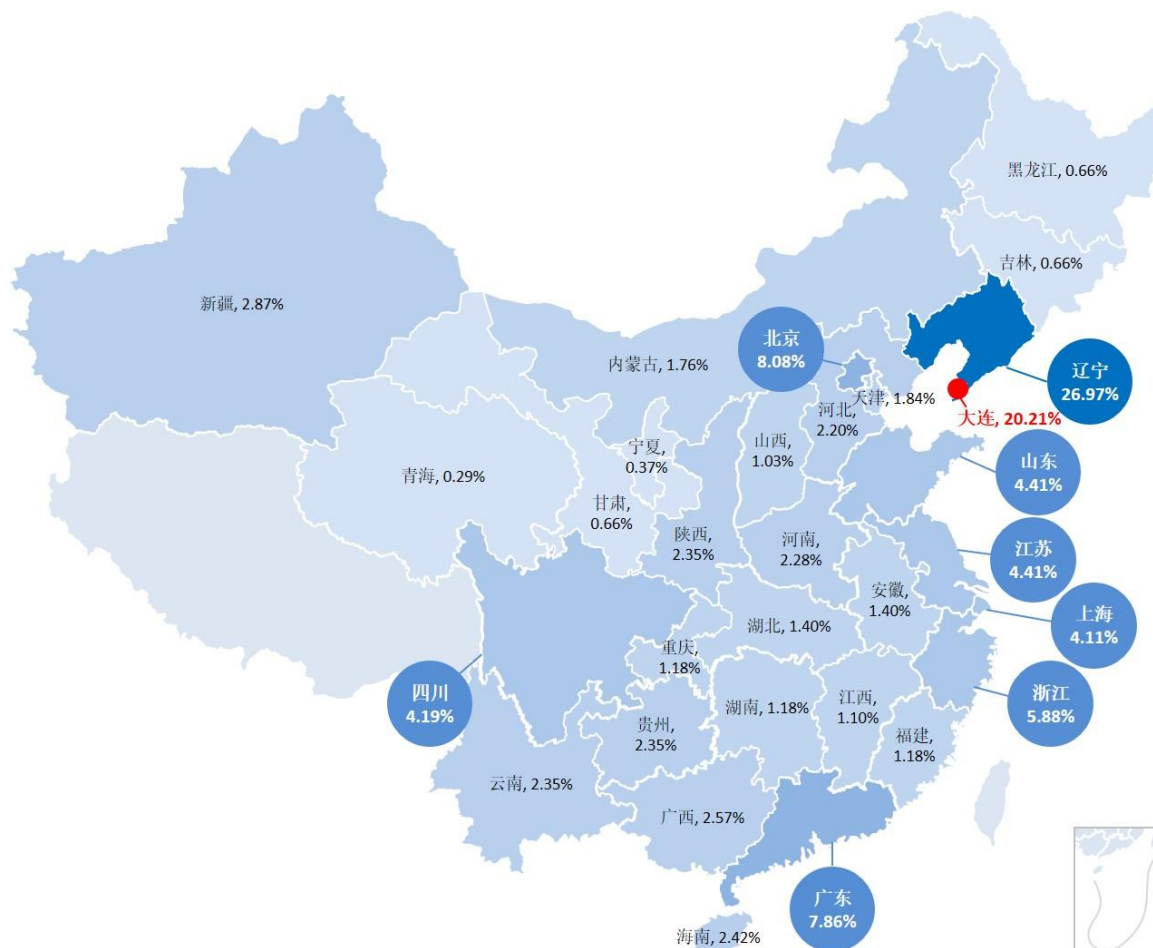 黑龙江, 0.66%
吉林, 0.66%
新疆, 2.87%
北京
8.08%
内蒙古, 1.76%
辽宁
26.97%
天津, 1.84%
河北
2.20%
大连, 20.21%
山西
1.03%
宁夏,
0.37%
山东
4.41%
青海, 0.29%
甘肃,
0.66%
陕西,
2.35%
河南
2.28%
江苏
4.41%
安徽,
1.40%
上海
4.11%
湖北, 1.40%
重庆,
1.18%
四川
4.19%
浙江
5.88%
江西,
1.10%
湖南, 1.18%
贵州,
2.35%
福建,
1.18%
云南, 2.35%
广西, 2.57%
广东
7.86%
海南, 2.42%